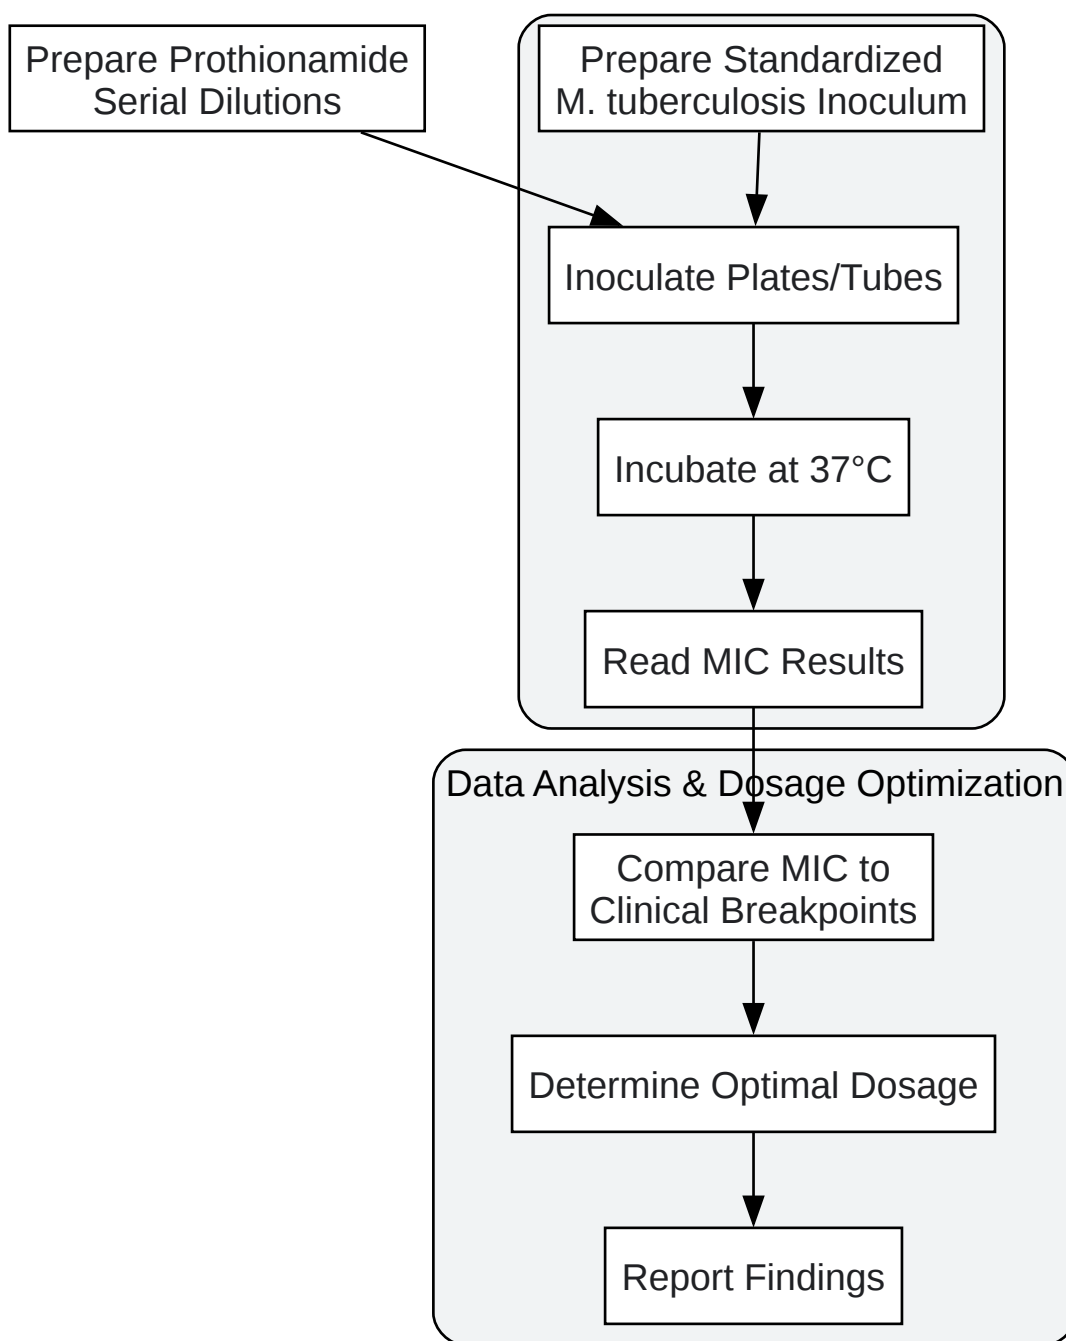 Prepare Prothionamide
Serial Dilutions
Prepare Standardized
M. tuberculosis Inoculum
Inoculate Plates/Tubes
Incubate at 37°C
Read MIC Results
Data Analysis & Dosage Optimization
Compare MIC to
Clinical Breakpoints
Determine Optimal Dosage
Report Findings